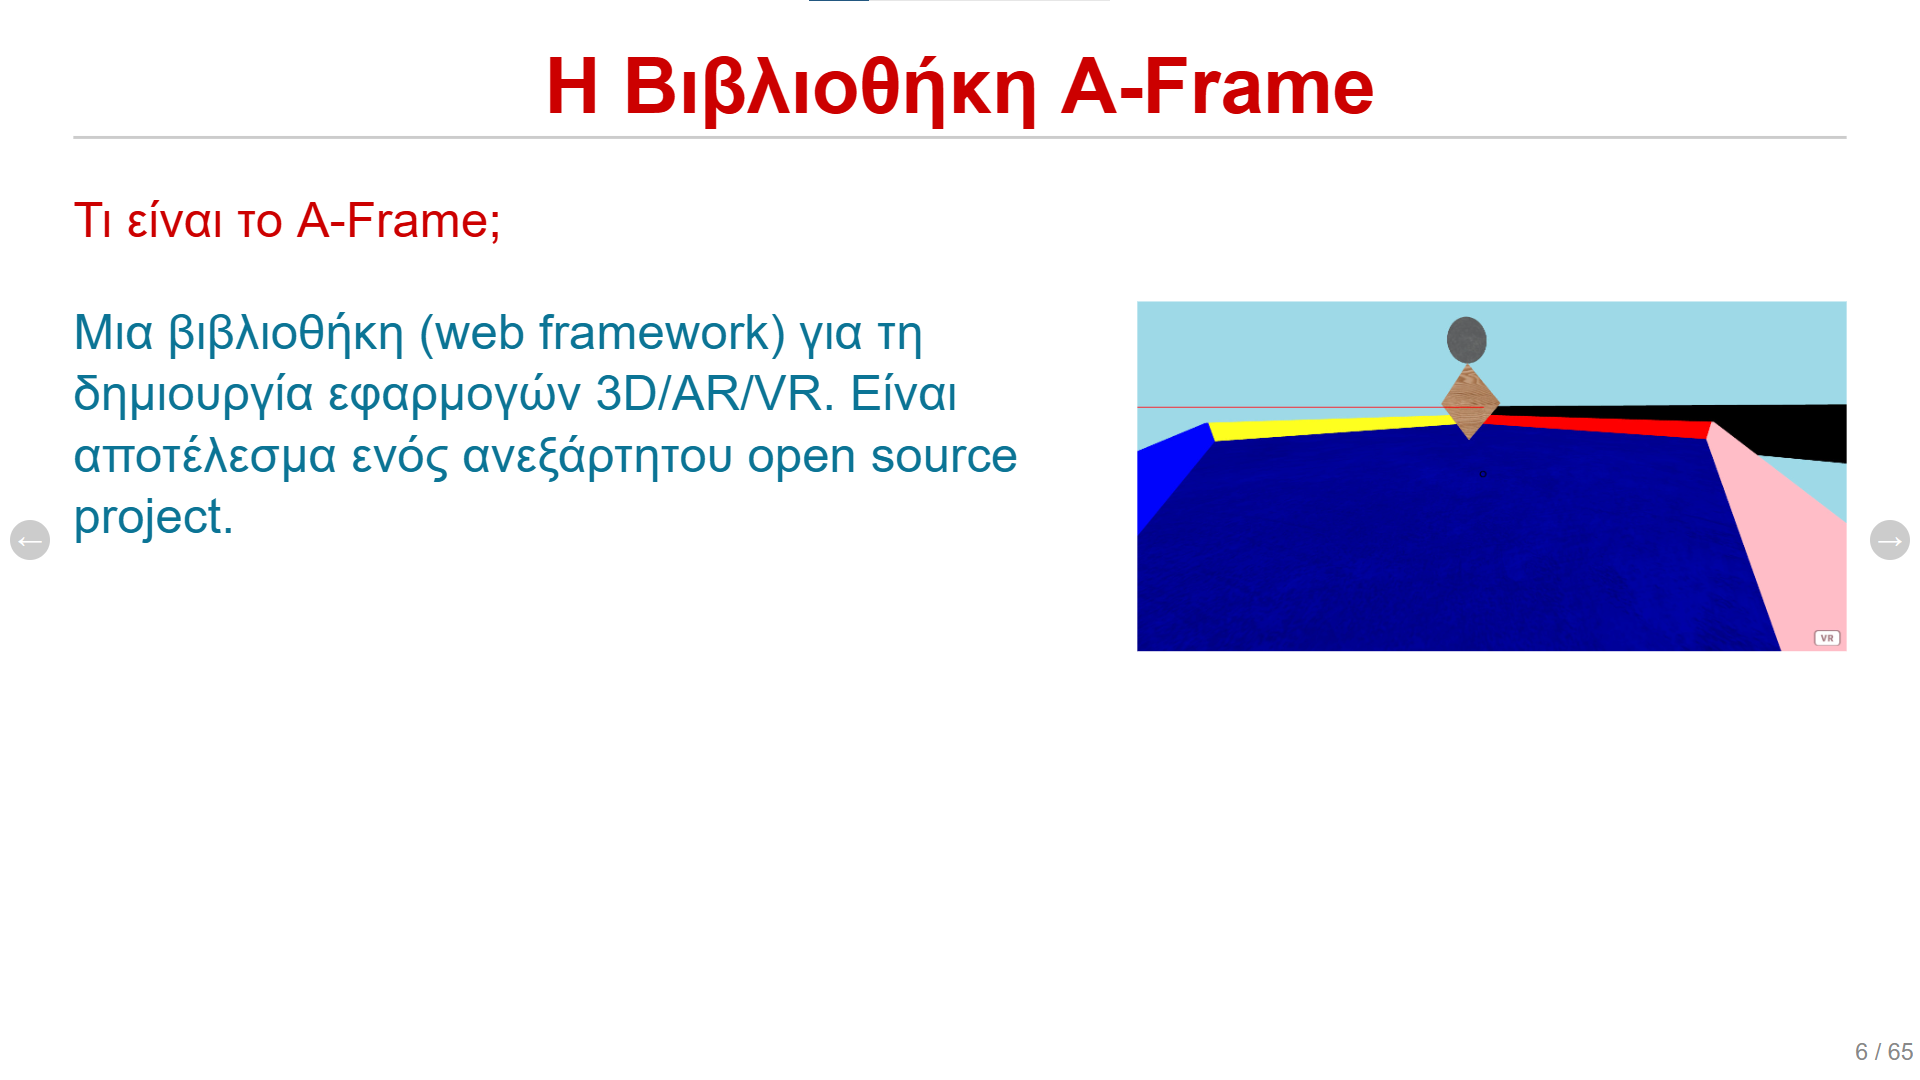 Η Βιβλιοθήκη A-Frame
Τι είναι το A-Frame;
Μια βιβλιοθήκη (web framework) για τη
δημιουργία εφαρμογών 3D/AR/VR. Είναι
αποτέλεσμα ενός ανεξάρτητου open source
project.
←
→
VR
6 / 65